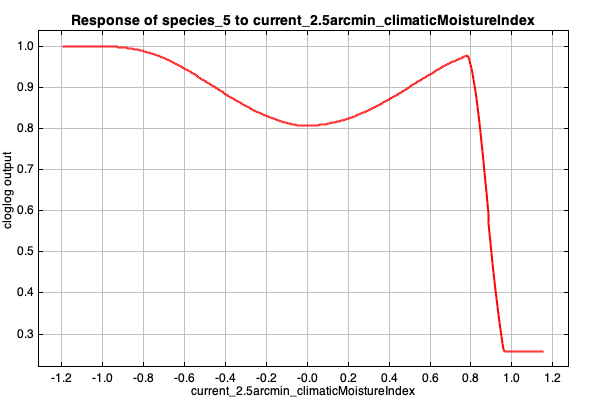 Response of species_5 to current_2.5arcmin_climaticMoistureIndex
1.0
0.9
0.8
0.7
0.6
0.5
0.4
0.3
cloglog output
-1.2 -1.0 -0.8 -0.6 -0.4 -0.2 -0.0 0.2 0.4 0.6 0.8 1.0 1.2
current_2.5arcmin_climaticMoistureIndex